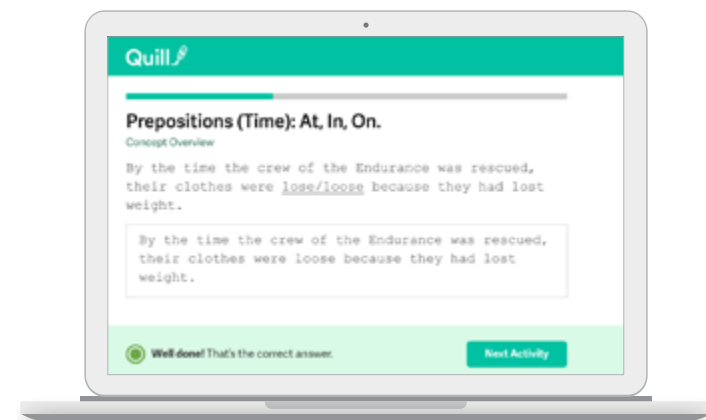 Quill
Prepositions (Time): At, In, On.
Concept Overview
By the time the crew of the Endurance was rescued,
their clothes were lose/loose because they had lost
weight.
By the time the crew of the Endurance was rescued,
their clothes were loose because they had lost
weight.
Well done! That's the correct answer.
Next Activity